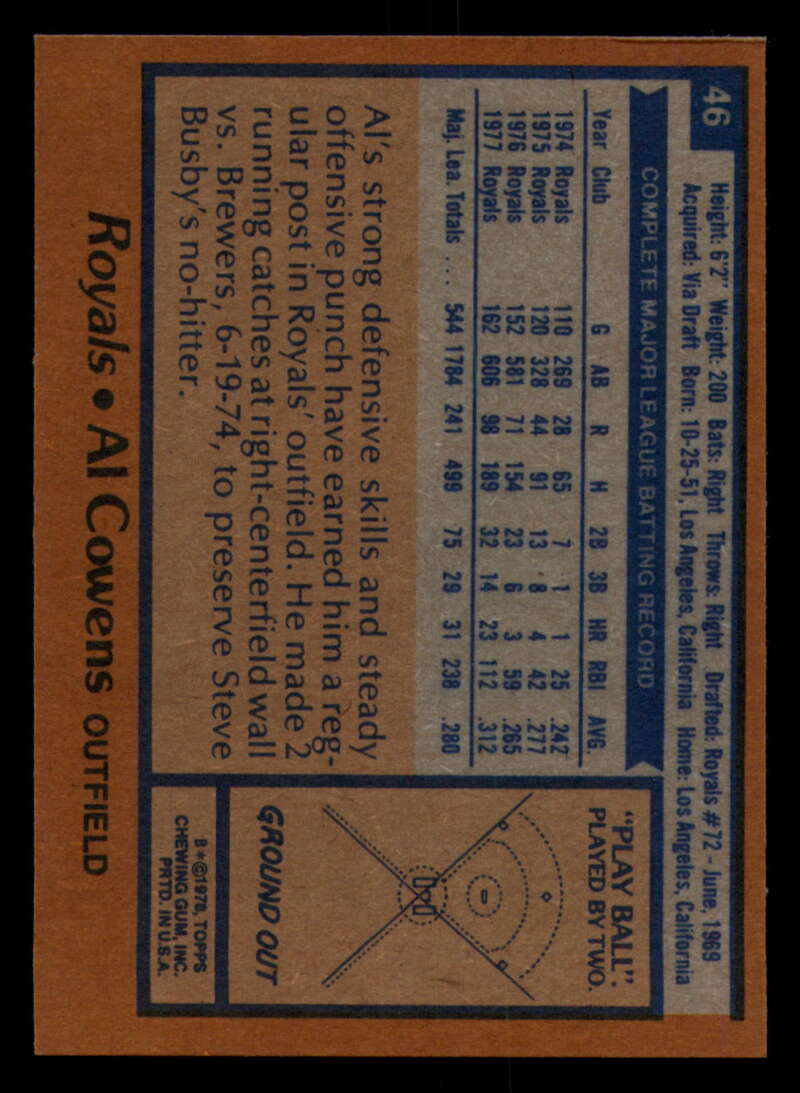 46
Height: 6'2" Weight: 200 Bats: Right Throws: Right Drafted: Royals #72 - June, 1969
Acquired: Via Draft Born: 10-25-51, Los Angeles, California Home: Los Angeles, California
COMPLETE MAJOR LEAGUE BATTING RECORD
Year Club G AB R H 2B 3B HR RBI AVG.
1974 Royals 110 269 28 65 7 1 1 25 .242
1975 Royals 120 328 44 91 13 8 4 42 .277
1976 Royals 152 581 71 154 23 6 3 59 .265
1977 Royals 162 606 98 189 32 14 23 112 .312
Maj. Lea. Totals ... 544 1784 241 499 75 29 31 238 .280
Al's strong defensive skills and steady
offensive punch have earned him a reg-
ular post in Royals' outfield. He made 2
running catches at right-centerfield wall
vs. Brewers, 6-19-74, to preserve Steve
Busby's no-hitter.
"PLAY BALL".
PLAYED BY TWO.
GROUND OUT
B*©1978, TOPPS
CHEWING GUM, INC.
PRTD. IN U.S.A.
Royals • Al Cowens OUTFIELD